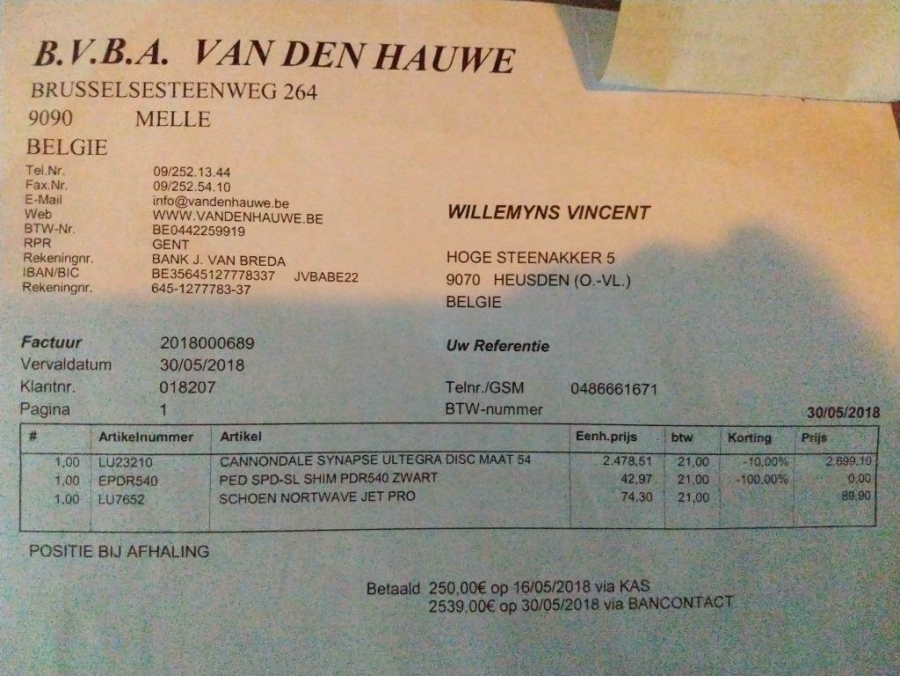 B.V.B.A. VAN DEN HAUWE
BRUSSELSESTEENWEG 264
9090 MELLE
BELGIE
Tel.Nr. 09/252.13.44
Fax.Nr. 09/252.54.10
E-Mail info@vandenhauwe.be
Web WWW.VANDENHAUWE.BE
BTW-Nr. BE0442259919
RPR GENT
Rekeningnr. BANK J. VAN BREDA
IBAN/BIC BE35645127778337 JVBABE22
Rekeningnr. 645-1277783-37
WILLEMYNS VINCENT
HOGE STEENAKKER 5
9070 HEUSDEN (O.-VL.)
BELGIE
Factuur 2018000689
Vervaldatum 30/05/2018
Klantnr. 018207
Pagina 1
Uw Referentie
Telnr./GSM 0486661671
BTW-nummer
30/05/2018
# Artikelnummer Artikel Eenh.prijs btw Korting Prijs
1,00 LU23210 CANNONDALE SYNAPSE ULTEGRA DISC MAAT 54 2.478,51 21,00 -10,00% 2.699,10
1,00 EPDR540 PED SPD-SL SHIM PDR540 ZWART 42,97 21,00 -100,00% 0,00
1,00 LU7652 SCHOEN NORTWAVE JET PRO 74,30 21,00 89,90
POSITIE BIJ AFHALING
Betaald 250,00€ op 16/05/2018 via KAS
2539,00€ op 30/05/2018 via BANCONTACT